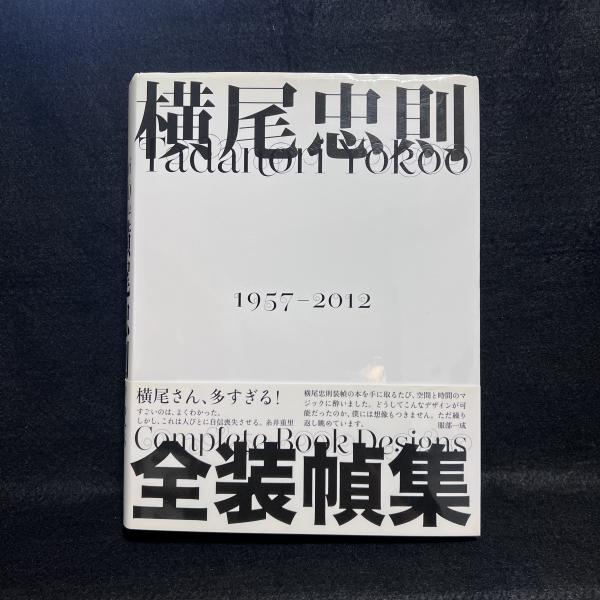 横尾忠則
Tadanori Yokoo
1957–2012
横尾さん、多すぎる!
すごいのは、よくわかった。
しかし、これは人びとに自信喪失させる。糸井重里
横尾忠則装幀の本を手に取るたび、空間と時間のマ
ジックに酔いました。どうしてこんなデザインが可
能だったのか、僕には想像もつきません。ただ繰り
返し眺めています。 服部一成
Complete Book Designs
全装幀集